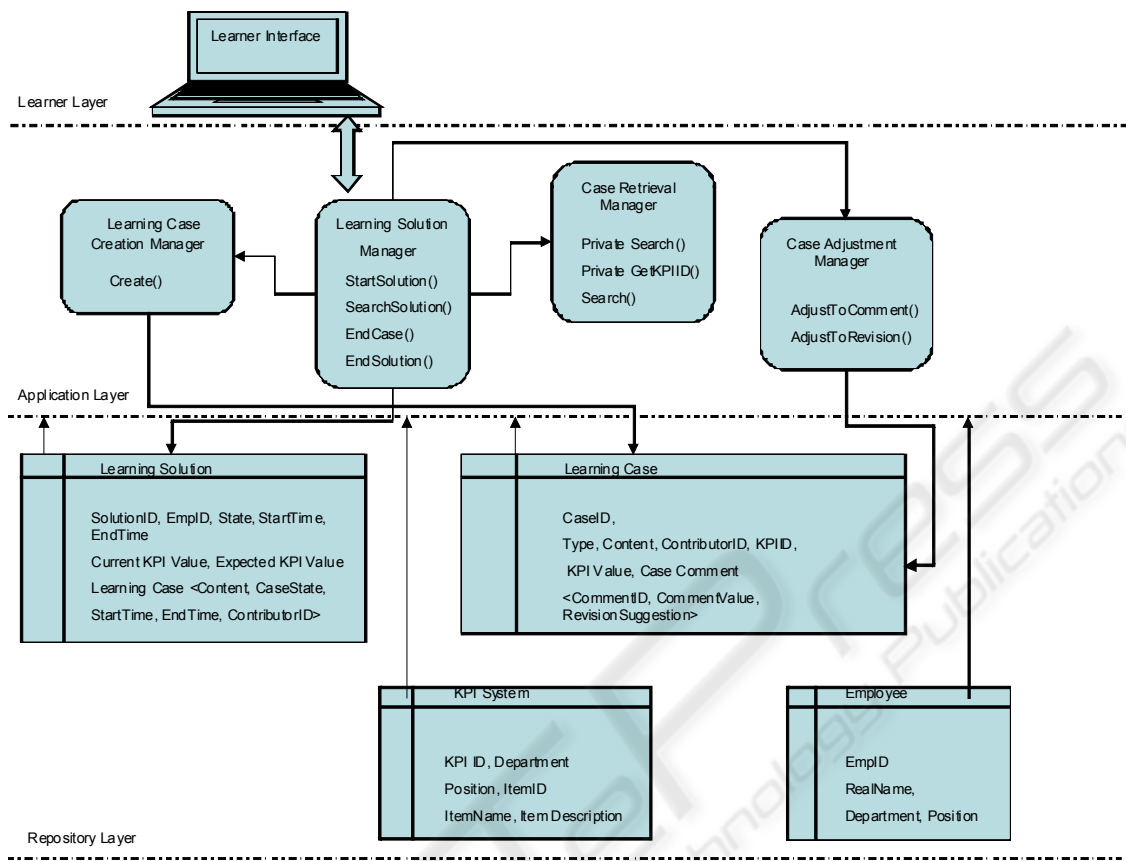 Learner Interface
Learner Layer
Learning Case
Creation Manager
Create()
Learning Solution
Manager
StartSolution()
SearchSolution()
EndCase()
EndSolution()
Case Retrieval
Manager
Private Search()
Private GetKPIID()
Search()
Case Adjustment
Manager
AdjustToComment()
AdjustToRevision()
Application Layer
Learning Solution
SolutionID, EmpID, State, StartTime,
EndTime
Current KPI Value, Expected KPI Value
Learning Case <Content, CaseState,
StartTime, EndTime, ContributorID>
Learning Case
CaseID,
Type, Content, ContributorID, KPIID,
KPI Value, Case Comment
<CommentID, CommentValue,
RevisionSuggestion>
KPI System
KPI ID, Department
Position, ItemID
ItemName, Item Description
Employee
EmpID
RealName,
Department, Position
Repository Layer